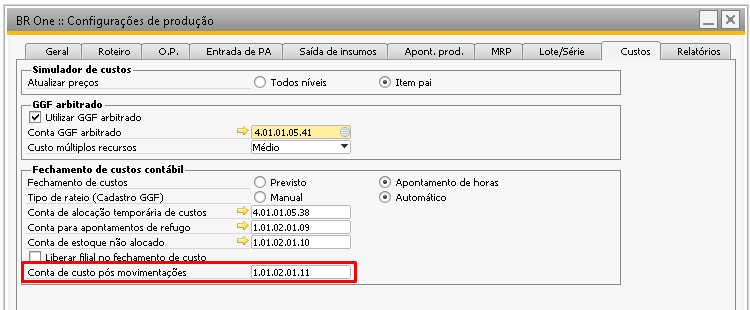 BR One :: Configurações de produção
Geral Roteiro O.P. Entrada de PA Saída de insumos Apont. prod. MRP Lote/Série Custos Relatórios
Simulador de custos
Atualizar preços Todos níveis Item pai
GGF arbitrado
Utilizar GGF arbitrado
Conta GGF arbitrado 4.01.01.05.41
Custo múltiplos recursos Médio
Fechamento de custos contábil
Fechamento de custos Previsto Apontamento de horas
Tipo de rateio (Cadastro GGF) Manual Automático
Conta de alocação temporária de custos 4.01.01.05.38
Conta para apontamentos de refugo 1.01.02.01.09
Conta de estoque não alocado 1.01.02.01.10
Liberar filial no fechamento de custo
Conta de custo pós movimentações 1.01.02.01.11